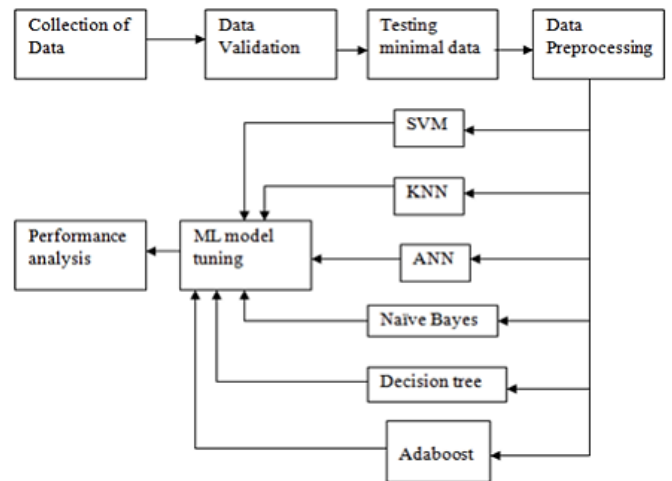 Collection of
Data
Data
Validation
Testing
minimal data
Data
Preprocessing
SVM
KNN
Performance
analysis
ML model
tuning
ANN
Naïve Bayes
Decision tree
Adaboost